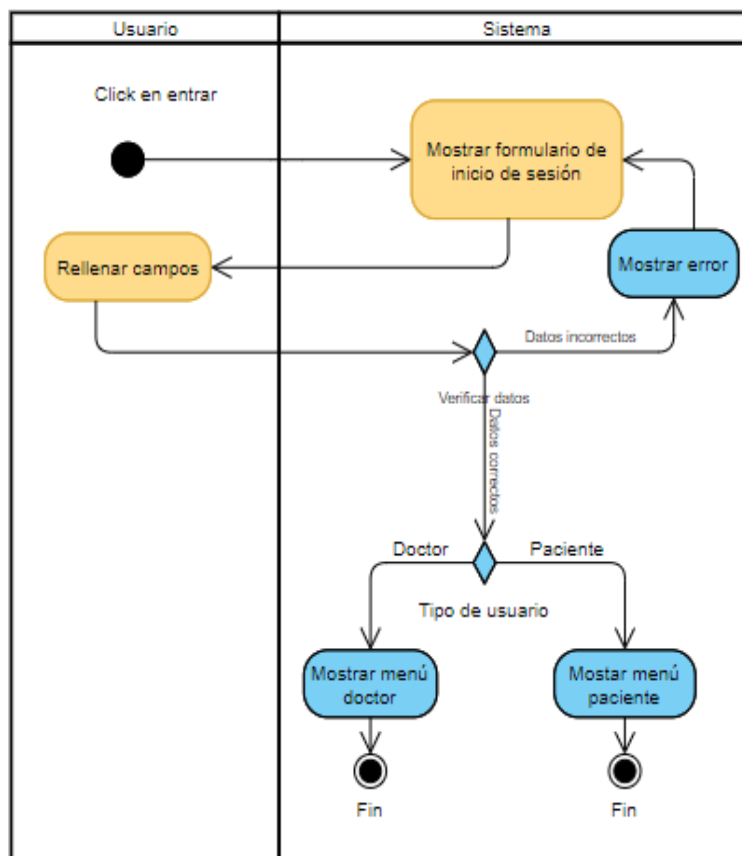 Usuario
Sistema
Click en entrar
Mostrar formulario de
inicio de sesión
Rellenar campos
Mostrar error
Datos incorrectos
Verificar datos
Datos correctos
Doctor
Paciente
Tipo de usuario
Mostrar menú
doctor
Mostar menú
paciente
Fin
Fin